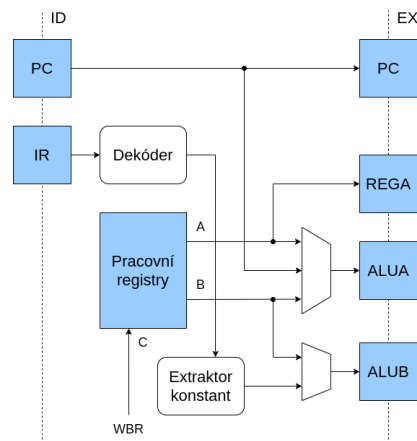 ID
EX
PC
PC
IR
Dekóder
REGA
A
Pracovní
registry
ALUA
B
C
Extraktor
konstant
ALUB
WBR